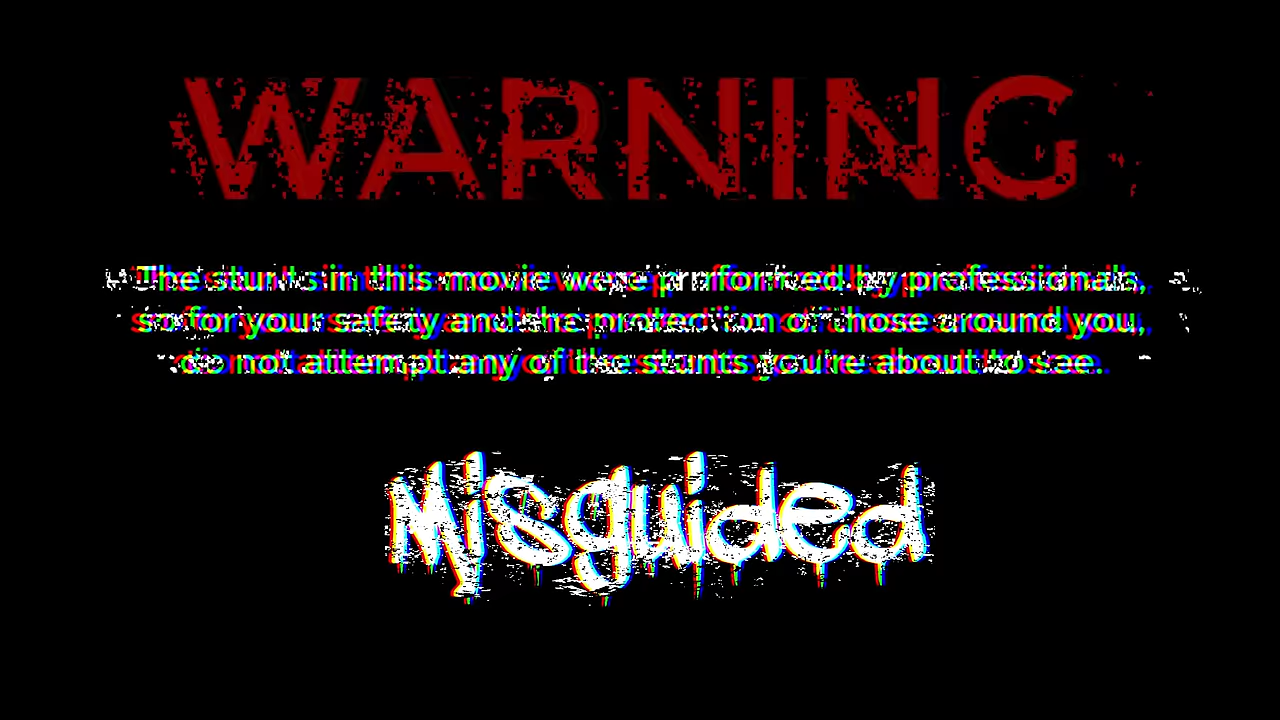 WARNING
The stunts in this movie were preformed by professionals,
so for your safety and the protection of those around you,
do not attempt any of the stunts you're about to see.
Misguided